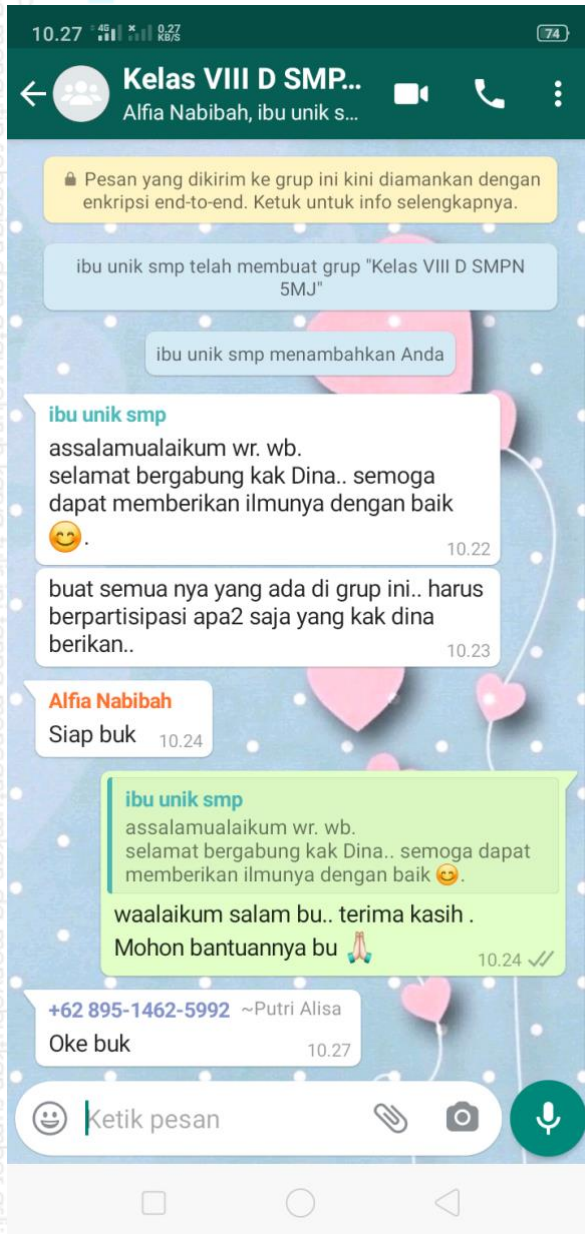 10.27 4G 0,27 KB/S 74
Kelas VIII D SMP...
Alfia Nabibah, ibu unik s...
Pesan yang dikirim ke grup ini kini diamankan dengan
enkripsi end-to-end. Ketuk untuk info selengkapnya.
ibu unik smp telah membuat grup "Kelas VIII D SMPN
5MJ"
ibu unik smp menambahkan Anda
ibu unik smp
assalamualaikum wr. wb.
selamat bergabung kak Dina.. semoga
dapat memberikan ilmunya dengan baik
😊.
10.22
buat semua nya yang ada di grup ini.. harus
berpartisipasi apa2 saja yang kak dina
berikan..
10.23
Alfia Nabibah
Siap buk 10.24
ibu unik smp
assalamualaikum wr. wb.
selamat bergabung kak Dina.. semoga dapat
memberikan ilmunya dengan baik 😊.
waalaikum salam bu.. terima kasih .
Mohon bantuannya bu 🙏
10.24
+62 895-1462-5992 ~Putri Alisa
Oke buk 10.27
Ketik pesan